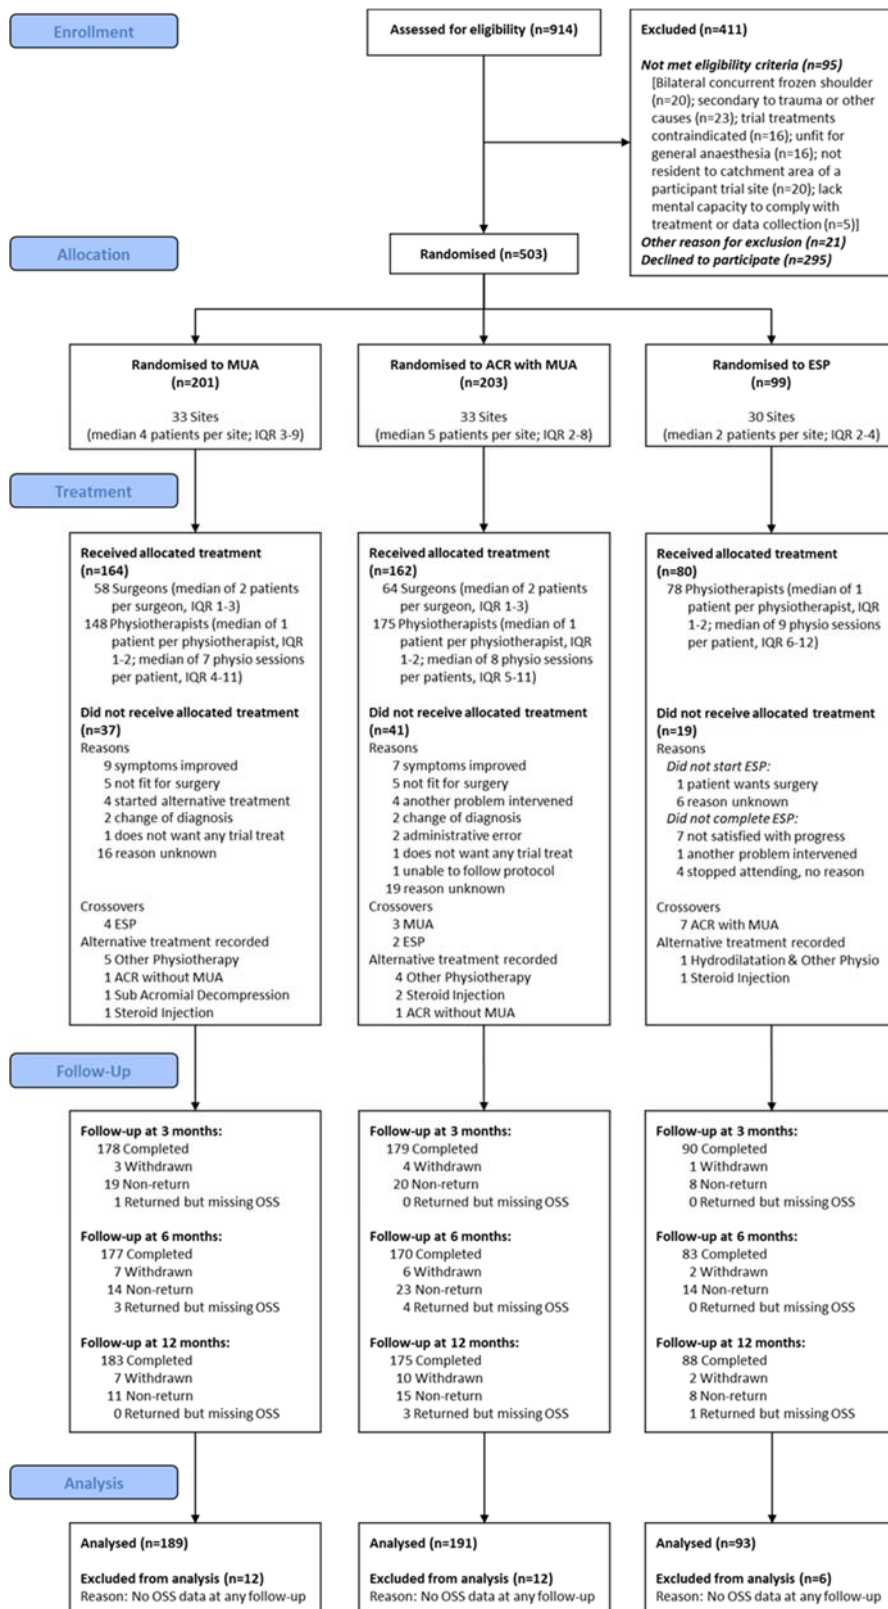 Enrollment
Assessed for eligibility (n=914)
Excluded (n=411)
Not met eligibility criteria (n=95)
[Bilateral concurrent frozen shoulder
(n=20); secondary to trauma or other
causes (n=23); trial treatments
contraindicated (n=16); unfit for
general anaesthesia (n=16); not
resident to catchment area of a
participant trial site (n=20); lack
mental capacity to comply with
treatment or data collection (n=5)]
Other reason for exclusion (n=21)
Declined to participate (n=295)
Allocation
Randomised (n=503)
Randomised to MUA
(n=201)
33 Sites
(median 4 patients per site; IQR 3-9)
Randomised to ACR with MUA
(n=203)
33 Sites
(median 5 patients per site; IQR 2-8)
Randomised to ESP
(n=99)
30 Sites
(median 2 patients per site; IQR 2-4)
Treatment
Received allocated treatment
(n=164)
58 Surgeons (median of 2 patients
per surgeon, IQR 1-3)
148 Physiotherapists (median of 1
patient per physiotherapist, IQR
1-2; median of 7 physio sessions
per patient, IQR 4-11)
Did not receive allocated treatment
(n=37)
Reasons
9 symptoms improved
5 not fit for surgery
4 started alternative treatment
2 change of diagnosis
1 does not want any trial treat
16 reason unknown
Crossovers
4 ESP
Alternative treatment recorded
5 Other Physiotherapy
1 ACR without MUA
1 Sub Acromial Decompression
1 Steroid Injection
Received allocated treatment
(n=162)
64 Surgeons (median of 2 patients
per surgeon, IQR 1-3)
175 Physiotherapists (median of 1
patient per physiotherapist, IQR
1-2; median of 8 physio sessions
per patients, IQR 5-11)
Did not receive allocated treatment
(n=41)
Reasons
7 symptoms improved
5 not fit for surgery
4 another problem intervened
2 change of diagnosis
2 administrative error
1 does not want any trial treat
1 unable to follow protocol
19 reason unknown
Crossovers
3 MUA
2 ESP
Alternative treatment recorded
4 Other Physiotherapy
2 Steroid Injection
1 ACR without MUA
Received allocated treatment
(n=80)
78 Physiotherapists (median of 1
patient per physiotherapist, IQR
1-2; median of 9 physio sessions
per patient, IQR 6-12)
Did not receive allocated treatment
(n=19)
Reasons
Did not start ESP:
1 patient wants surgery
6 reason unknown
Did not complete ESP:
7 not satisfied with progress
1 another problem intervened
4 stopped attending, no reason
Crossovers
7 ACR with MUA
Alternative treatment recorded
1 Hydrodilatation & Other Physio
1 Steroid Injection
Follow-Up
Follow-up at 3 months:
178 Completed
3 Withdrawn
19 Non-return
1 Returned but missing OSS
Follow-up at 6 months:
177 Completed
7 Withdrawn
14 Non-return
3 Returned but missing OSS
Follow-up at 12 months:
183 Completed
7 Withdrawn
11 Non-return
0 Returned but missing OSS
Follow-up at 3 months:
179 Completed
4 Withdrawn
20 Non-return
0 Returned but missing OSS
Follow-up at 6 months:
170 Completed
6 Withdrawn
23 Non-return
4 Returned but missing OSS
Follow-up at 12 months:
175 Completed
10 Withdrawn
15 Non-return
3 Returned but missing OSS
Follow-up at 3 months:
90 Completed
1 Withdrawn
8 Non-return
0 Returned but missing OSS
Follow-up at 6 months:
83 Completed
2 Withdrawn
14 Non-return
0 Returned but missing OSS
Follow-up at 12 months:
88 Completed
2 Withdrawn
8 Non-return
1 Returned but missing OSS
Analysis
Analysed (n=189)
Excluded from analysis (n=12)
Reason: No OSS data at any follow-up
Analysed (n=191)
Excluded from analysis (n=12)
Reason: No OSS data at any follow-up
Analysed (n=93)
Excluded from analysis (n=6)
Reason: No OSS data at any follow-up